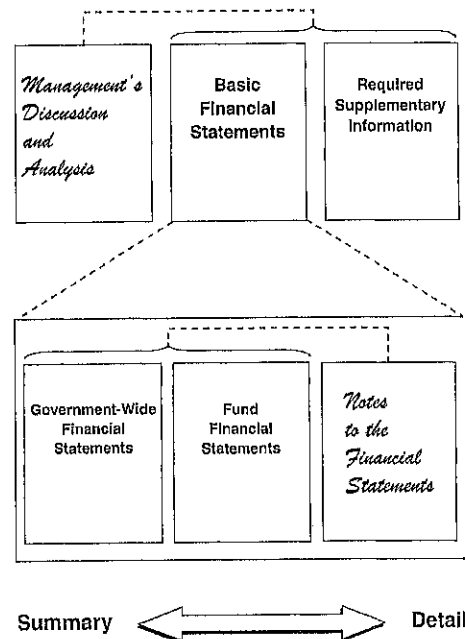 Management's
Discussion
and
Analysis
Basic
Financial
Statements
Required
Supplementary
Information
Government-Wide
Financial
Statements
Fund
Financial
Statements
Notes
to the
Financial
Statements
Summary
Detail